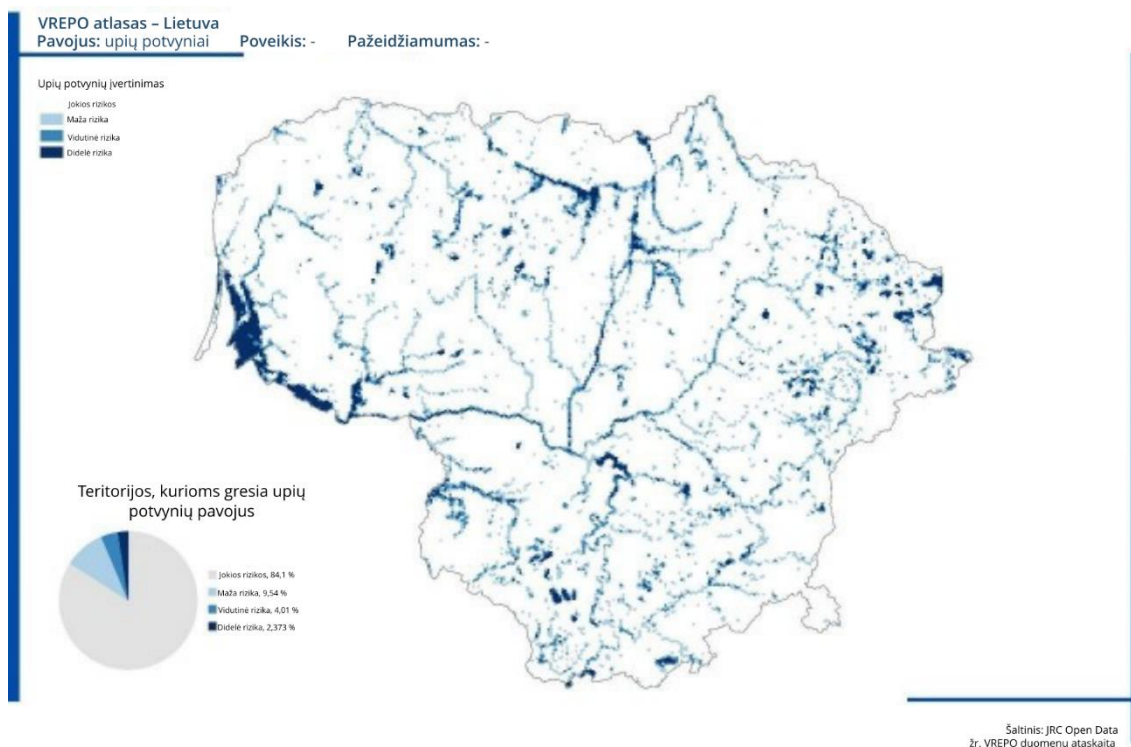 VREPO atlasas – Lietuva
Pavojus: upių potvyniai Poveikis: - Pažeidžiamumas: -
Upių potvynių įvertinimas
Jokios rizikos
Maža rizika
Vidutinė rizika
Didelė rizika
Teritorijos, kurioms gresia upių
potvynių pavojus
Jokios rizikos, 84,1 %
Maža rizika, 9,54 %
Vidutinė rizika, 4,01 %
Didelė rizika, 2,373 %
Šaltinis: JRC Open Data
žr. VREPO duomenų ataskaita